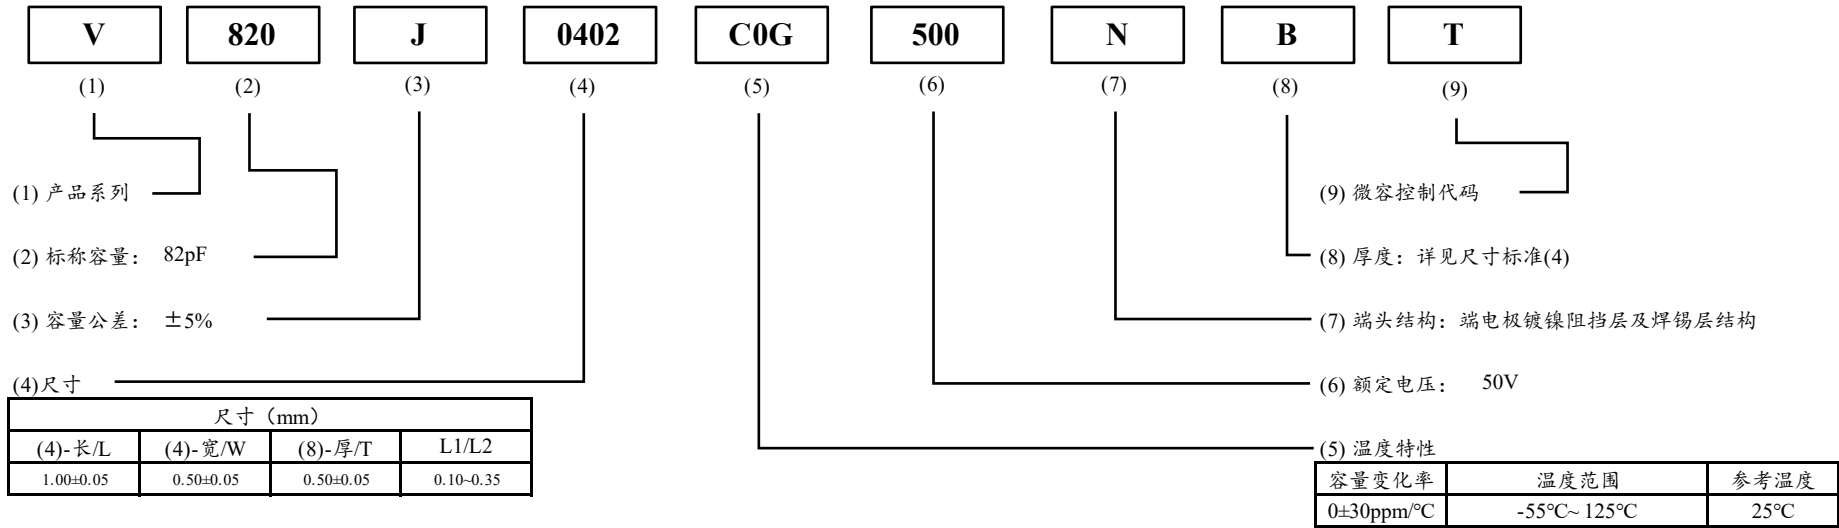 V 820 J 0402 C0G 500 N B T
(1) (2) (3) (4) (5) (6) (7) (8) (9)
(1) 产品系列
(9) 微容控制代码
(2) 标称容量： 82pF
(8) 厚度：详见尺寸标准(4)
(3) 容量公差： ±5%
(7) 端头结构：端电极镀镍阻挡层及焊锡层结构
(4)尺寸
(6) 额定电压： 50V
尺寸（mm）
(4)-长/L (4)-宽/W (8)-厚/T L1/L2
1.00±0.05 0.50±0.05 0.50±0.05 0.10~0.35
(5) 温度特性
容量变化率 温度范围 参考温度
0±30ppm/℃ -55℃~ 125℃ 25℃